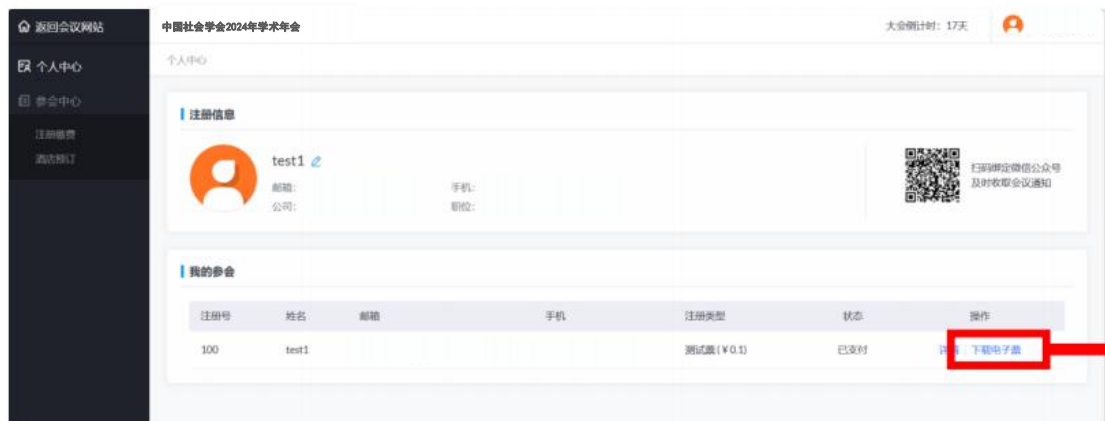 返回会议网站
中国社会学会2024年学术年会
大会倒计时：17天
个人中心
个人中心
参会中心
注册缴费
酒店预订
注册信息
test1
邮箱：
手机：
公司：
职位：
扫码绑定微信公众号
及时收取会议通知
我的参会
注册号 姓名 邮箱 手机 注册类型 状态 操作
100 test1 测试票(￥0.1) 已支付 详情 下载电子票